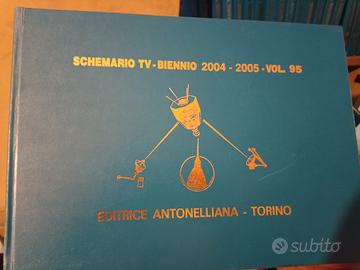 SCHEMARIO TV - BIENNIO 2004 - 2005 - VOL. 95
EDITRICE ANTONELLIANA - TORINO
subito